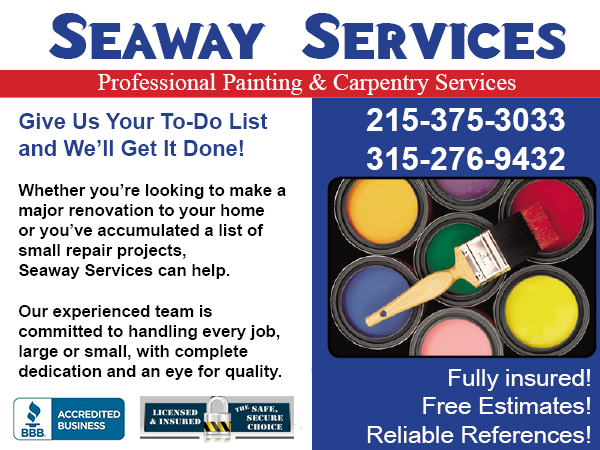 SEAWAY SERVICES
Professional Painting & Carpentry Services
Give Us Your To-Do List
and We’ll Get It Done!
Whether you’re looking to make a
major renovation to your home
or you’ve accumulated a list of
small repair projects,
Seaway Services can help.
Our experienced team is
committed to handling every job,
large or small, with complete
dedication and an eye for quality.
BBB.
ACCREDITED
BUSINESS
LICENSED
& INSURED
THE SAFE,
SECURE
CHOICE
215-375-3033
315-276-9432
Fully insured!
Free Estimates!
Reliable References!